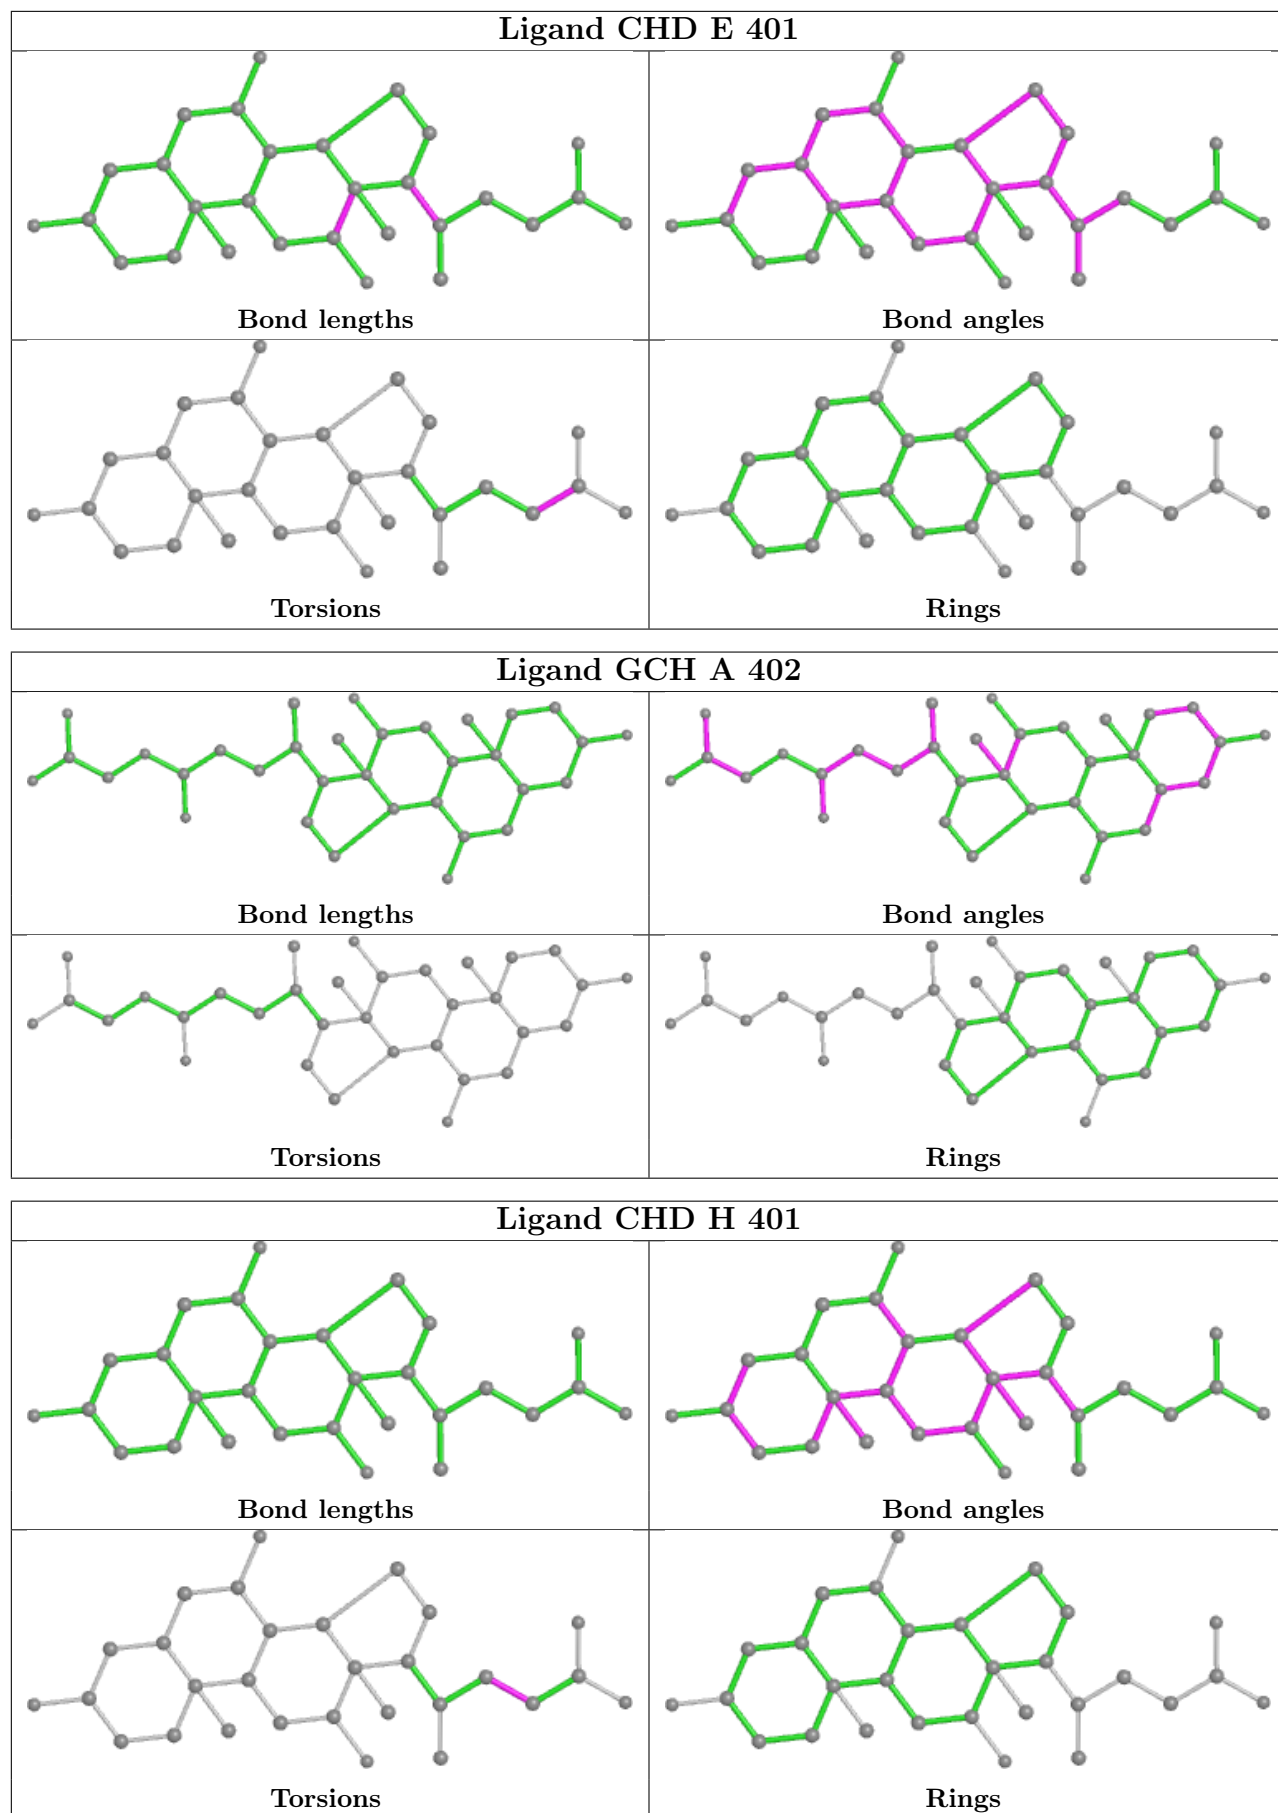 Ligand CHD E 401
Bond lengths
Bond angles
Torsions
Rings
Ligand GCH A 402
Bond lengths
Bond angles
Torsions
Rings
Ligand CHD H 401
Bond lengths
Bond angles
Torsions
Rings